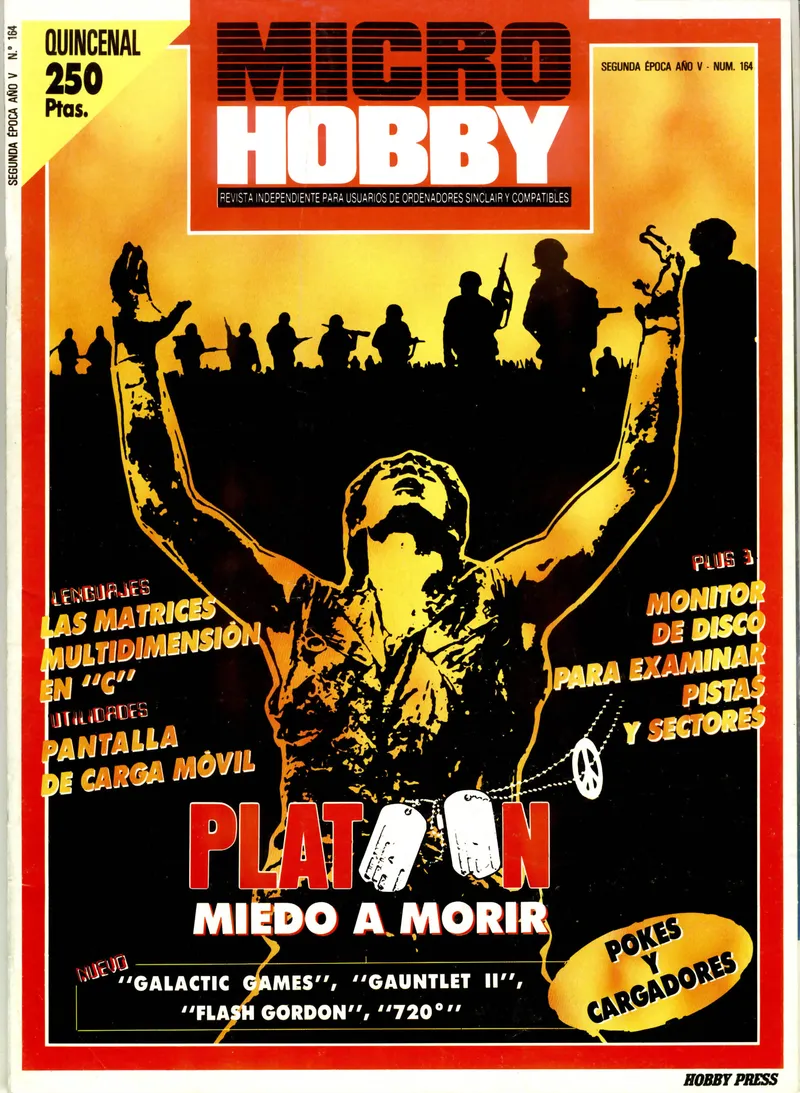 SEGUNDA ÉPOCA AÑO V N.º 164
QUINCENAL
250
Ptas.
MICRO
HOBBY
REVISTA INDEPENDIENTE PARA USUARIOS DE ORDENADORES SINCLAIR Y COMPATIBLES
SEGUNDA ÉPOCA AÑO V - NUM. 164
LENGUAJES
LAS MATRICES
MULTIDIMENSIÓN
EN "C"
UTILIDADES
PANTALLA
DE CARGA MÒVIL
PLUS 3
MONITOR
DE DISCO
PARA EXAMINAR
PISTAS
Y SECTORES
PLATOON
MIEDO A MORIR
NUEVO
"GALACTIC GAMES", "GAUNTLET II",
"FLASH GORDON", "720°"
POKES
Y
CARGADORES
HOBBY PRESS